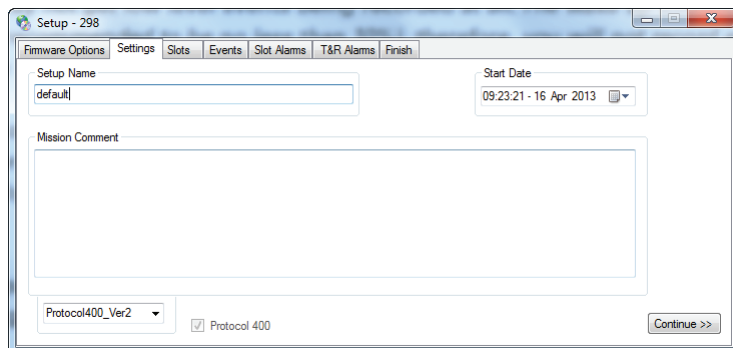 Setup - 298
Firmware Options Settings Slots Events Slot Alarms T&R Alarms Finish
Setup Name
default
Start Date
09:23:21 - 16 Apr 2013
Mission Comment
Protocol400_Ver2
Protocol 400
Continue >>